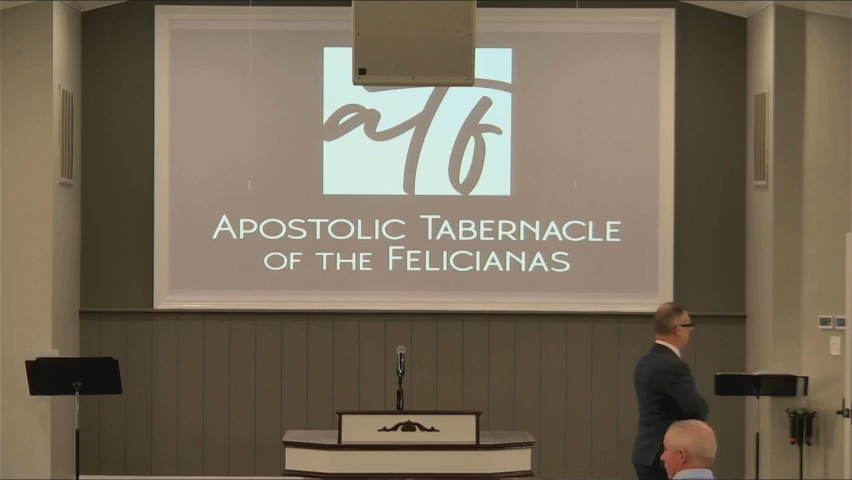 aTf
APOSTOLIC TABERNACLE
OF THE FELICIANAS